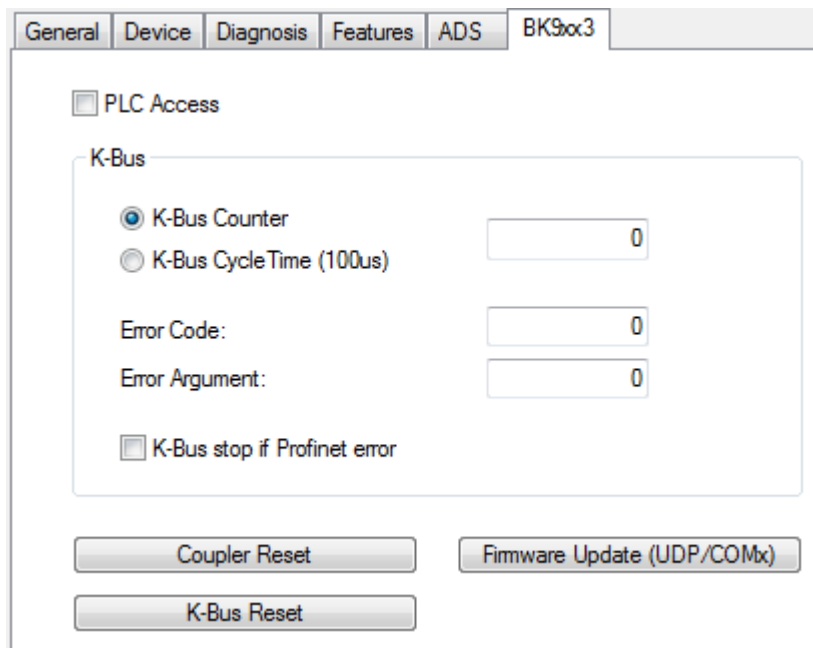 General Device Diagnosis Features ADS BK9xx3
PLC Access
K-Bus
K-Bus Counter
0
K-Bus CycleTime (100us)
Error Code: 0
Error Argument: 0
K-Bus stop if Profinet error
Coupler Reset Firmware Update (UDP/COMx)
K-Bus Reset